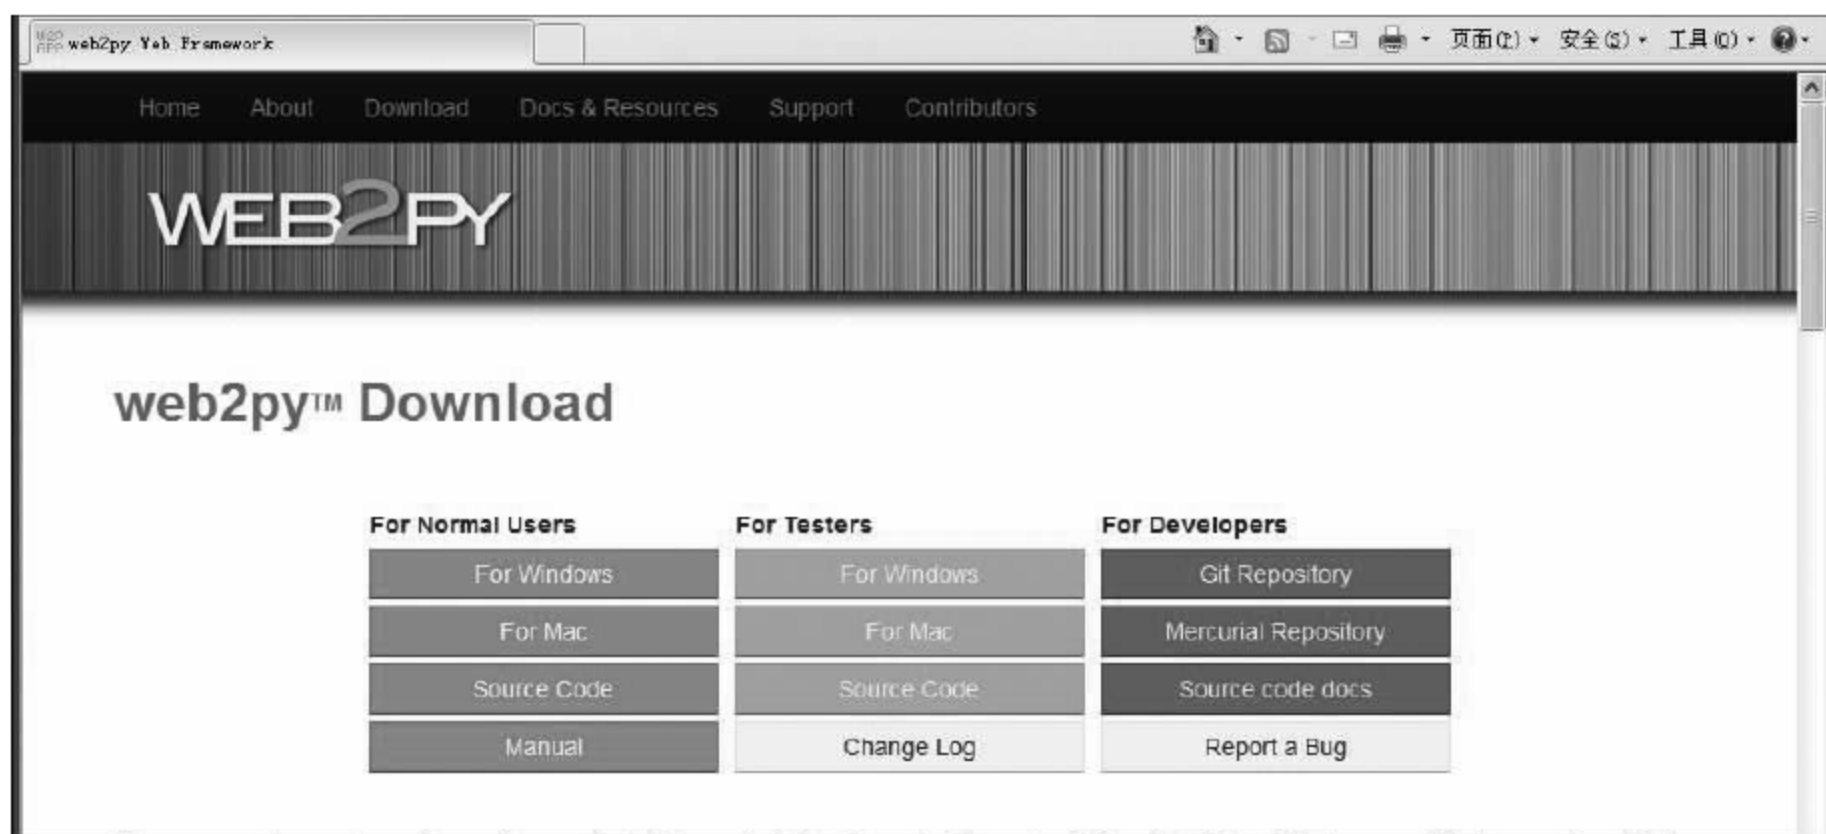 web2py Web Framework
页面(P) 安全(S) 工具(O)
Home About Download Docs & Resources Support Contributors
WEB2PY
web2py™ Download
For Normal Users For Testers For Developers
For Windows For Windows Git Repository
For Mac For Mac Mercurial Repository
Source Code Source Code Source code docs
Manual Change Log Report a Bug